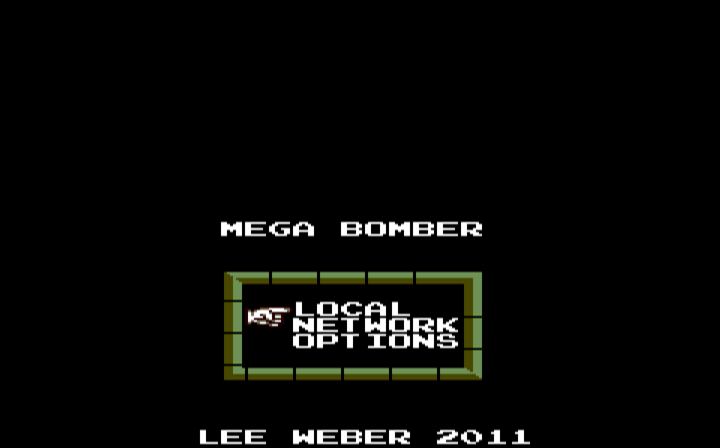 MEGA BOMBER
LOCAL
NETWORK
OPTIONS
LEE WEBER 2011